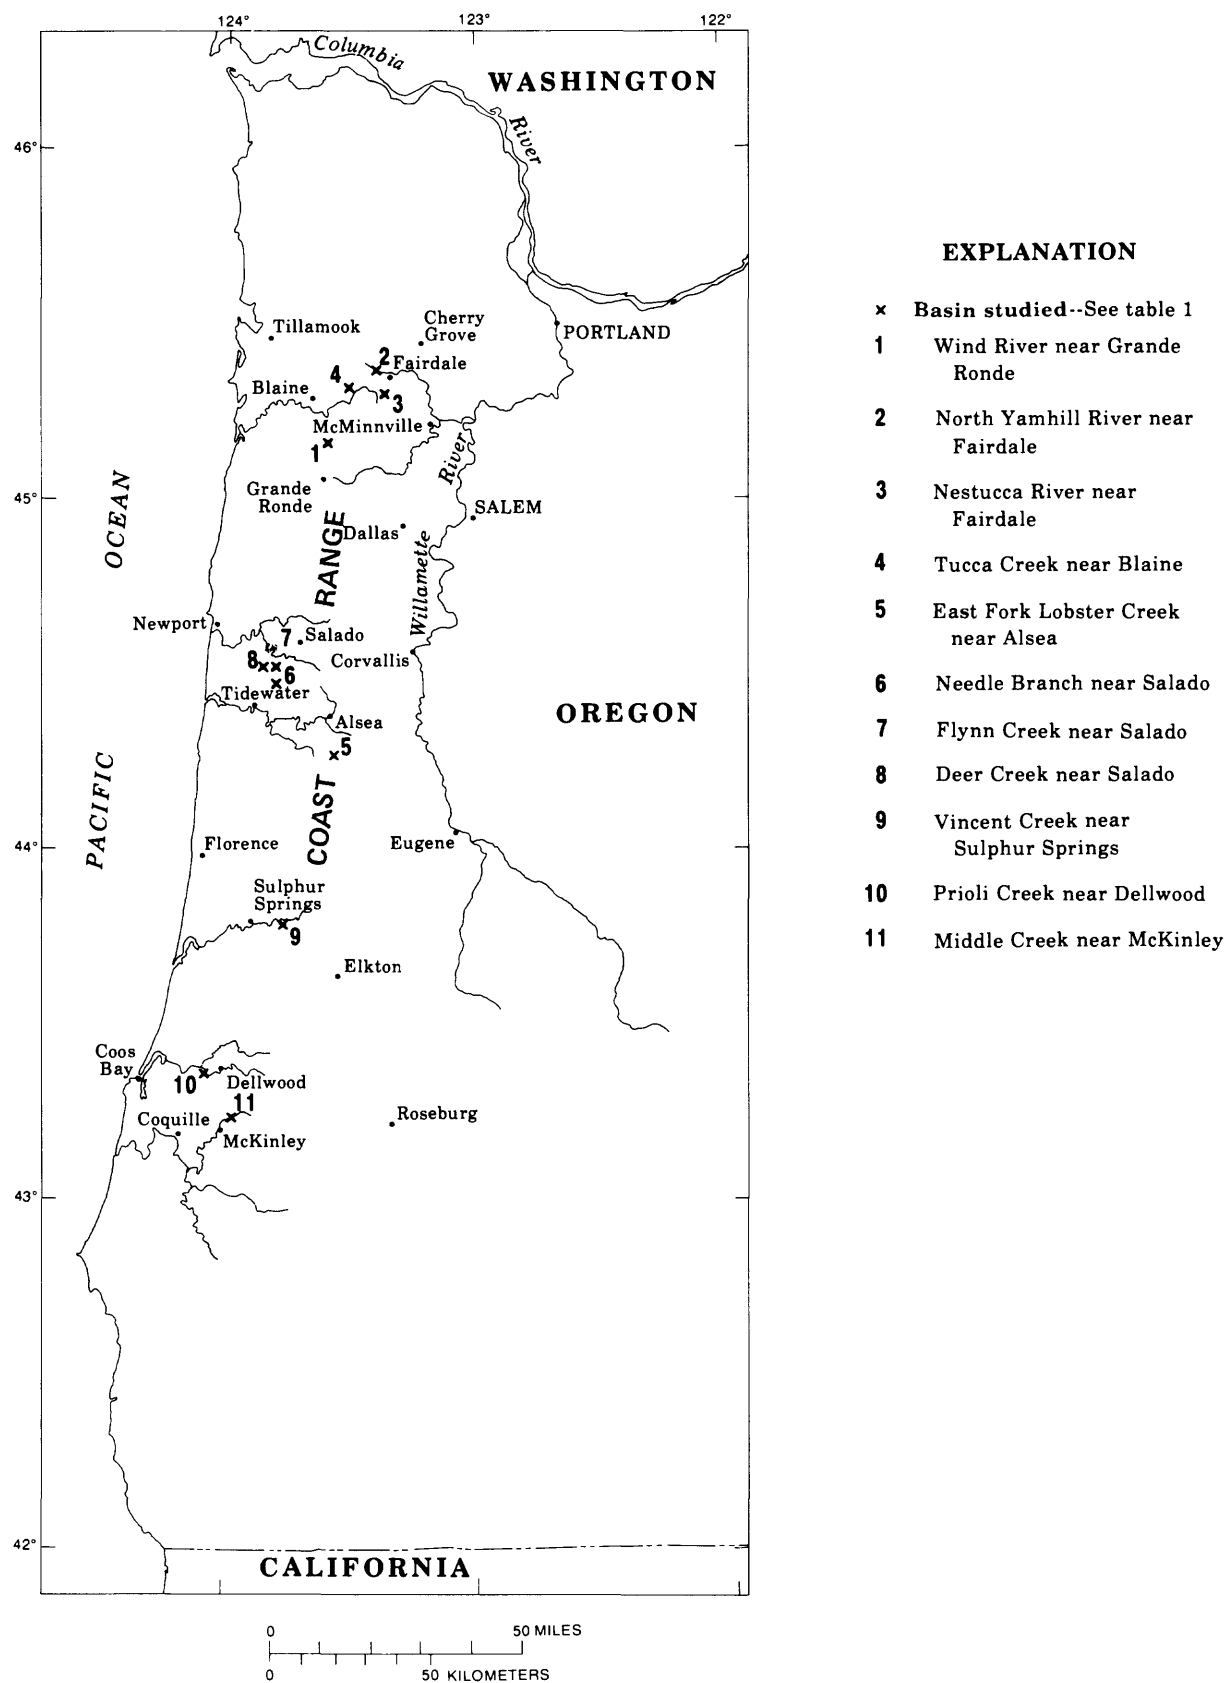 124°
123°
122°
Columbia
River
WASHINGTON
46°
Tillamook
Cherry
Grove
PORTLAND
2
Fairdale
4
Blaine
3
McMinnville
1
River
Grande
Ronde
45°
SALEM
Dallas
OCEAN
RANGE
Willamette
Newport
7
Salado
Corvallis
8
6
Tidewater
Alsea
OREGON
5
PACIFIC
COAST
44°
Florence
Eugene
Sulphur
Springs
9
Elkton
Coos
Bay
10
Dellwood
11
Coquille
McKinley
Roseburg
43°
42°
CALIFORNIA
0 50 MILES
0 50 KILOMETERS
EXPLANATION
× Basin studied--See table 1
1 Wind River near Grande
Ronde
2 North Yamhill River near
Fairdale
3 Nestucca River near
Fairdale
4 Tucca Creek near Blaine
5 East Fork Lobster Creek
near Alsea
6 Needle Branch near Salado
7 Flynn Creek near Salado
8 Deer Creek near Salado
9 Vincent Creek near
Sulphur Springs
10 Prioli Creek near Dellwood
11 Middle Creek near McKinley